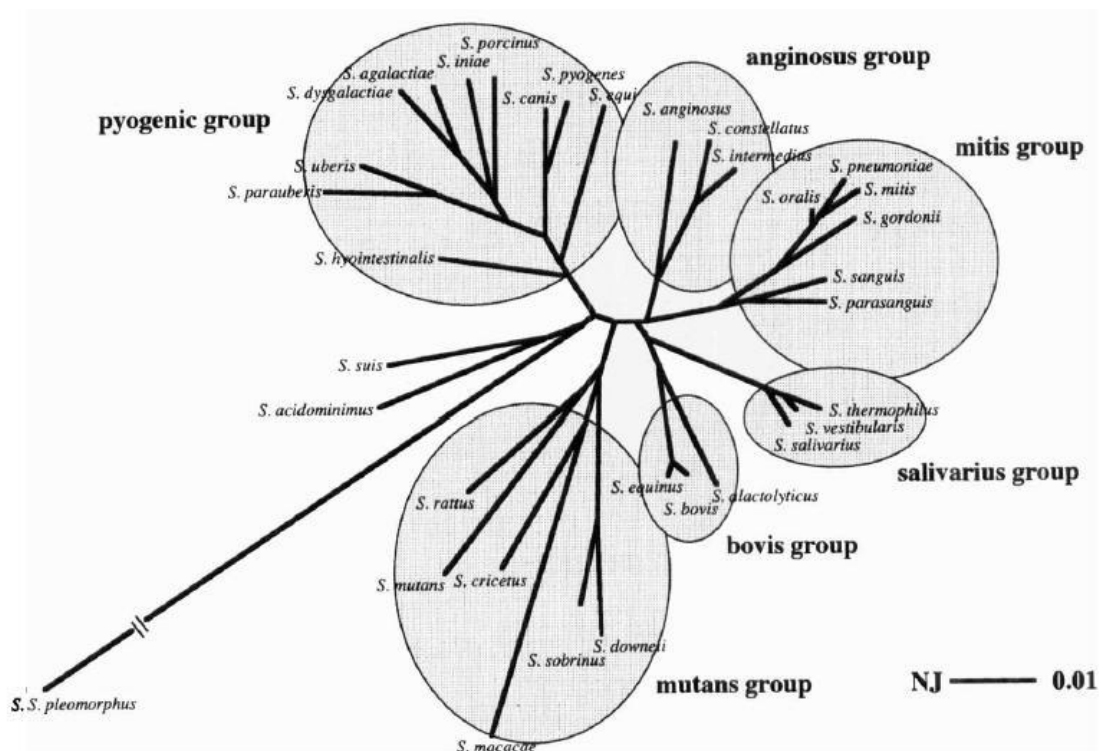 S. porcinus
anginosus group
S. iniae
S. agalactiae
S. pyogenes
S. dysgalactiae
S. canis
S. equi
S. anginosus
pyogenic group
S. constellatus
mitis group
S. intermedius
S. uberis
S. pneumoniae
S. parauberis
S. oralis
S. mitis
S. gordonii
S. hyointestinalis
S. sanguis
S. parasanguis
S. suis
S. acidominimus
S. thermophilus
S. vestibularis
S. salivarius
salivarius group
S. rattus
S. equinus
S. alactolyticus
S. bovis
bovis group
S. mutans
S. cricetus
S. sobrinus
S. downeii
mutans group
NJ 0.01
S. S. pleomorphus
S. macacae